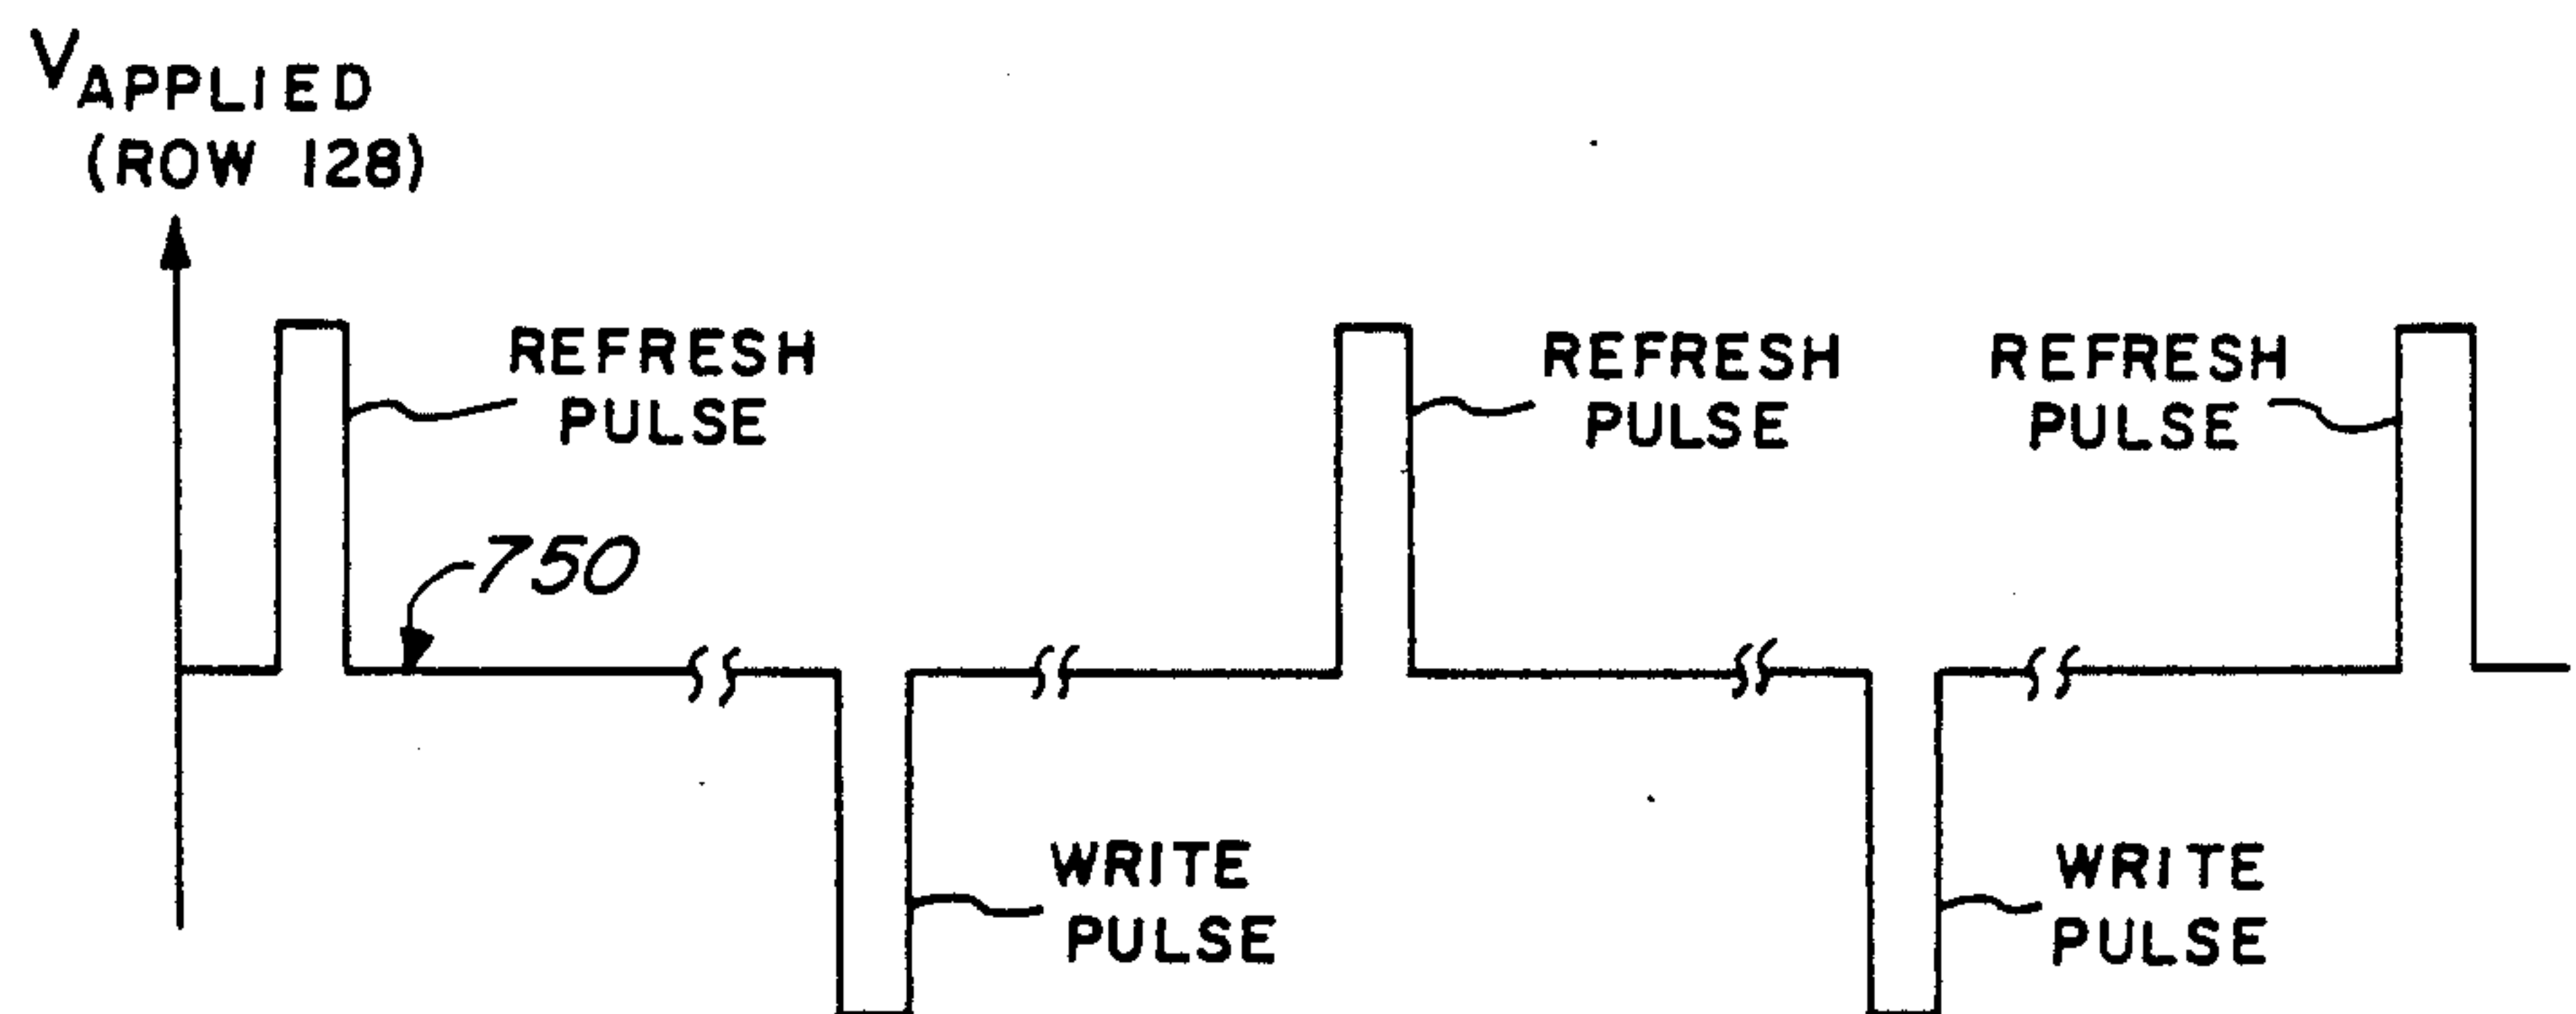 VAPPLIED
(ROW 128)
REFRESH
PULSE
REFRESH
PULSE
REFRESH
PULSE
750
WRITE
PULSE
WRITE
PULSE